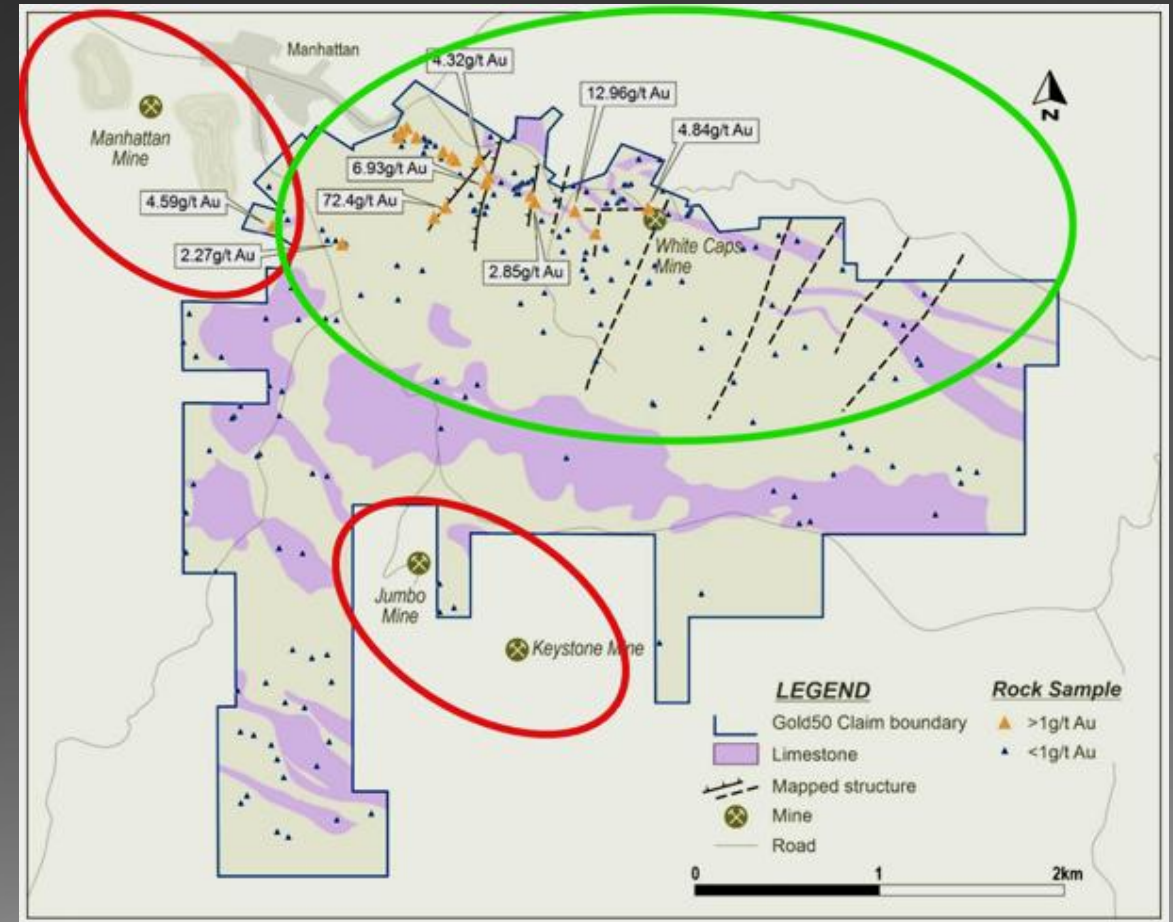 Manhattan
4.32g/t Au
12.96g/t Au
Manhattan
Mine
4.84g/t Au
6.93g/t Au
72.4g/t Au
4.59g/t Au
2.27g/t Au
2.85g/t Au
White Caps
Mine
N
Jumbo
Mine
Keystone Mine
LEGEND
Gold50 Claim boundary
Limestone
Mapped structure
Mine
Road
Rock Sample
>1g/t Au
<1g/t Au
0 1 2km